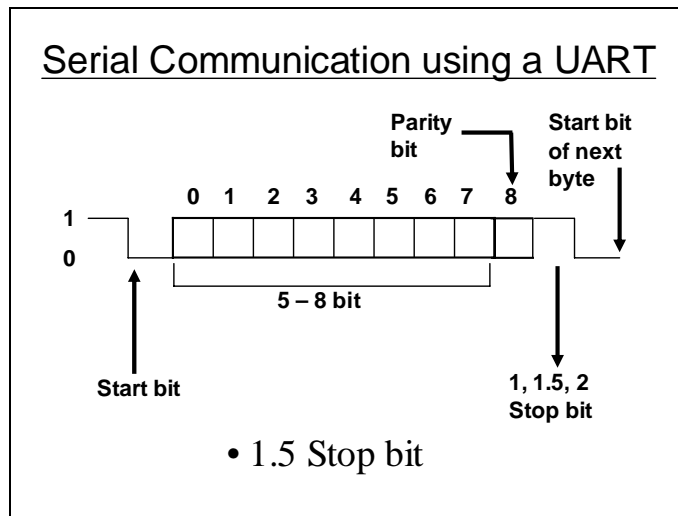 Serial Communication using a UART
Parity
bit
Start bit
of next
byte
0 1 2 3 4 5 6 7 8
1
0
5 – 8 bit
Start bit
1, 1.5, 2
Stop bit
• 1.5 Stop bit